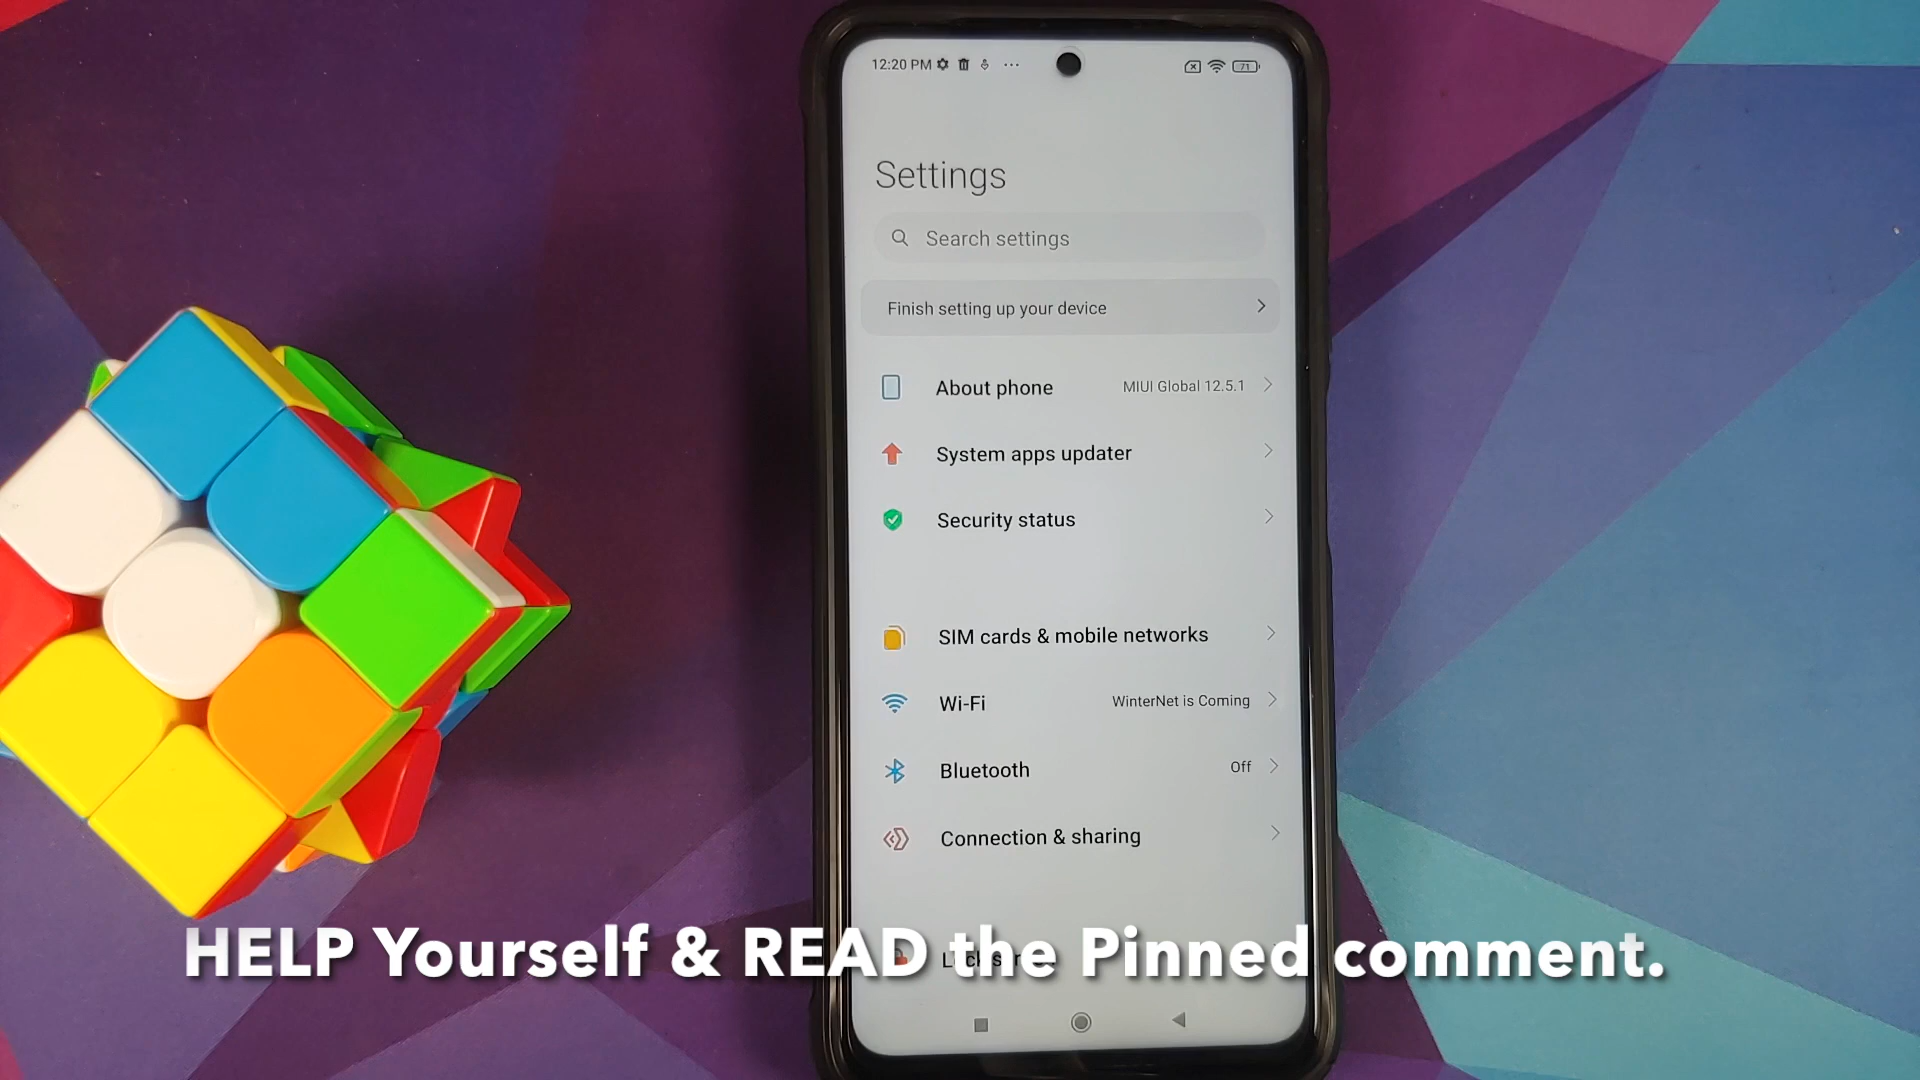 12:20 PM
71
Settings
Search settings
Finish setting up your device
About phone MIUI Global 12.5.1
System apps updater
Security status
SIM cards & mobile networks
Wi-Fi WinterNet is Coming
Bluetooth Off
Connection & sharing
HELP Yourself & READ the Pinned comment.